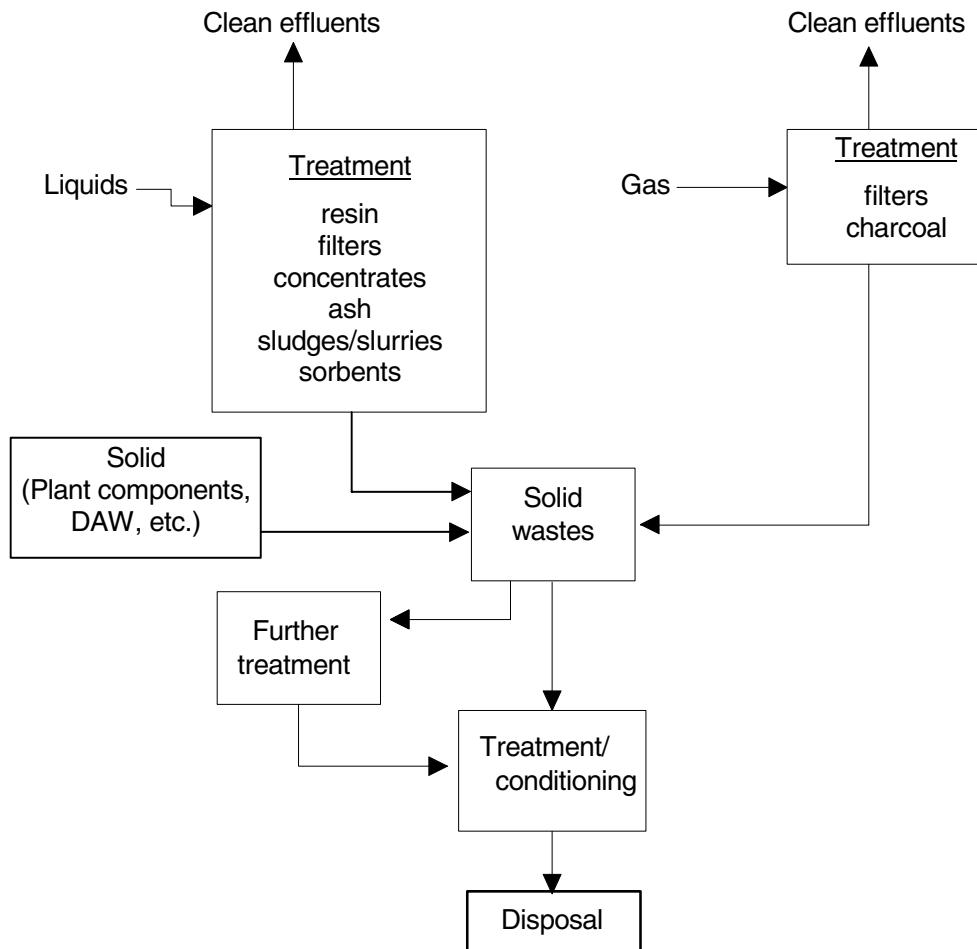 Clean effluents
Clean effluents
Liquids
Treatment
resin
filters
concentrates
ash
sludges/slurries
sorbents
Gas
Treatment
filters
charcoal
Solid
(Plant components,
DAW, etc.)
Solid
wastes
Further
treatment
Treatment/
conditioning
Disposal